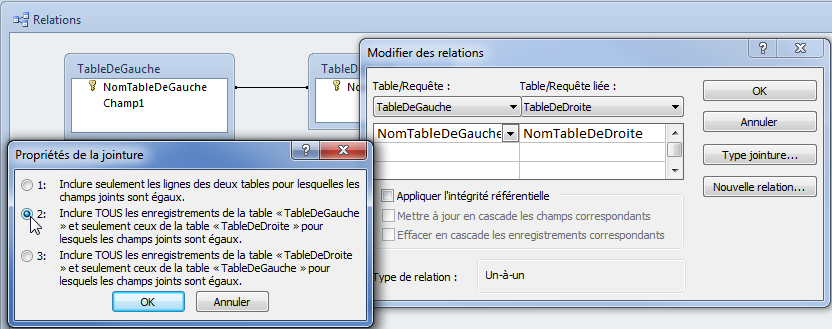 Relations
TableDeGauche
NomTableDeGauche
Champ1
Modifier des relations
?
Table/Requête :
Table/Requête liée :
TableDeGauche
TableDeDroite
NomTableDeGauche
NomTableDeDroite
Appliquer l'intégrité référentielle
Mettre à jour en cascade les champs correspondants
Effacer en cascade les enregistrements correspondants
Type de relation :
Un-à-un
OK
Annuler
Type jointure...
Nouvelle relation...
Propriétés de la jointure
?
1: Inclure seulement les lignes des deux tables pour lesquelles les
champs joints sont égaux.
2: Inclure TOUS les enregistrements de la table « TableDeGauche
» et seulement ceux de la table « TableDeDroite » pour
lesquels les champs joints sont égaux.
3: Inclure TOUS les enregistrements de la table « TableDeDroite
» et seulement ceux de la table « TableDeGauche » pour
lesquels les champs joints sont égaux.
OK
Annuler